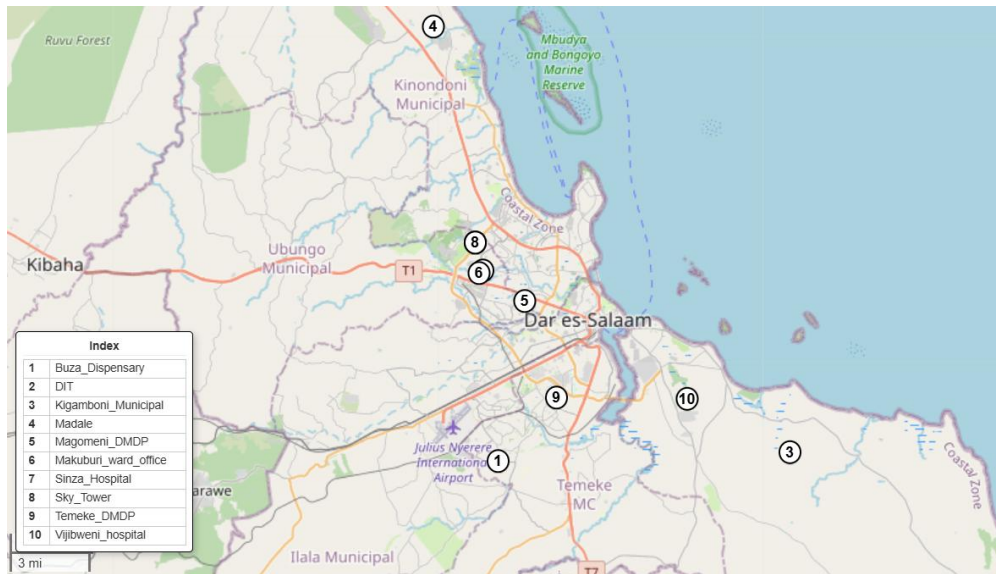 4
Ruvu Forest
Mbudya
and Bongoyo
Marine
Reserve
Kinondoni
Municipal
Coastal Zone
8
Ubungo
Municipal
Kibaha
T1
6
5
Dar es-Salaam
Index
1 Buza_Dispensary
2 DIT
3 Kigamboni_Municipal
4 Madale
5 Magomeni_DMDP
6 Makuburi_ward_office
7 Sinza_Hospital
8 Sky_Tower
9 Temeke_DMDP
10 Vijibweni_hospital
9
10
Julius Nyerere
International
Airport
1
3
Coastal Zone
arawe
Temeke
MC
Ilala Municipal
3 mi
T7